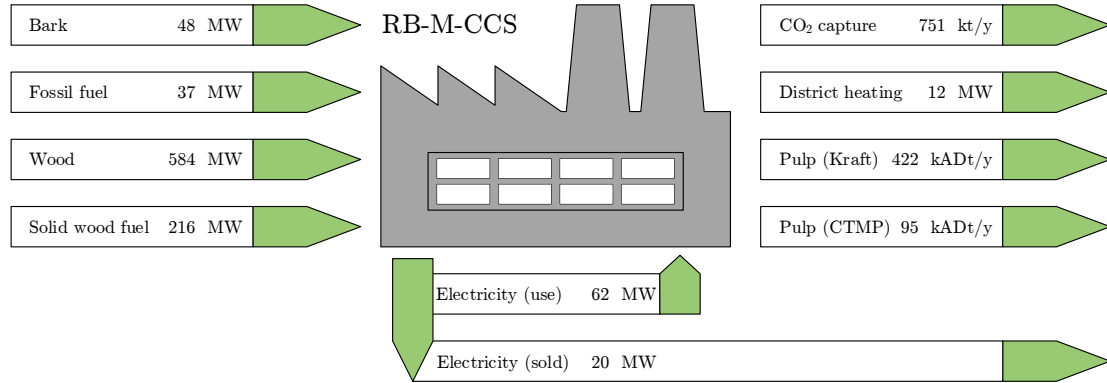 RB-M-CCS
Bark 48 MW
Fossil fuel 37 MW
Wood 584 MW
Solid wood fuel 216 MW
CO₂ capture 751 kt/y
District heating 12 MW
Pulp (Kraft) 422 kADt/y
Pulp (CTMP) 95 kADt/y
Electricity (use) 62 MW
Electricity (sold) 20 MW